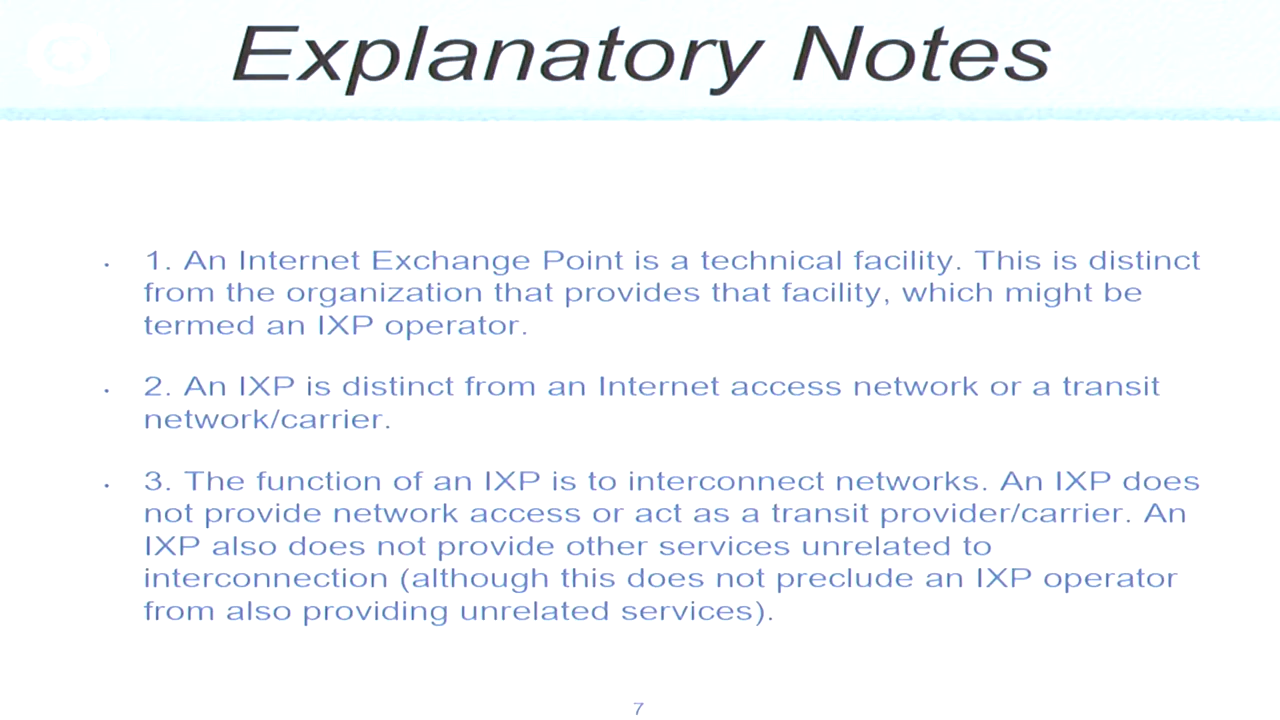 Explanatory Notes
· 1. An Internet Exchange Point is a technical facility. This is distinct
from the organization that provides that facility, which might be
termed an IXP operator.
· 2. An IXP is distinct from an Internet access network or a transit
network/carrier.
· 3. The function of an IXP is to interconnect networks. An IXP does
not provide network access or act as a transit provider/carrier. An
IXP also does not provide other services unrelated to
interconnection (although this does not preclude an IXP operator
from also providing unrelated services).
7